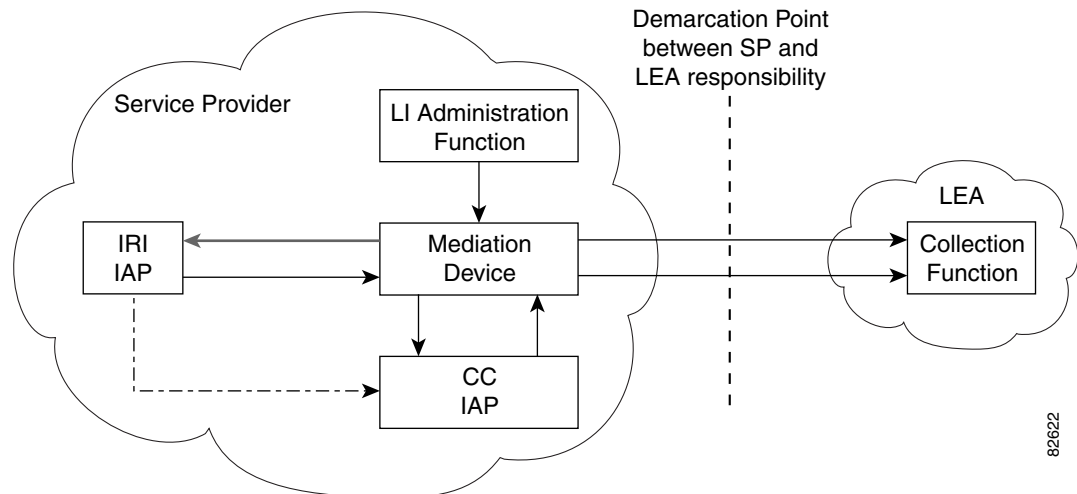 Demarcation Point
between SP and
LEA responsibility
Service Provider
LI Administration
Function
LEA
IRI
IAP
Mediation
Device
Collection
Function
CC
IAP
82622